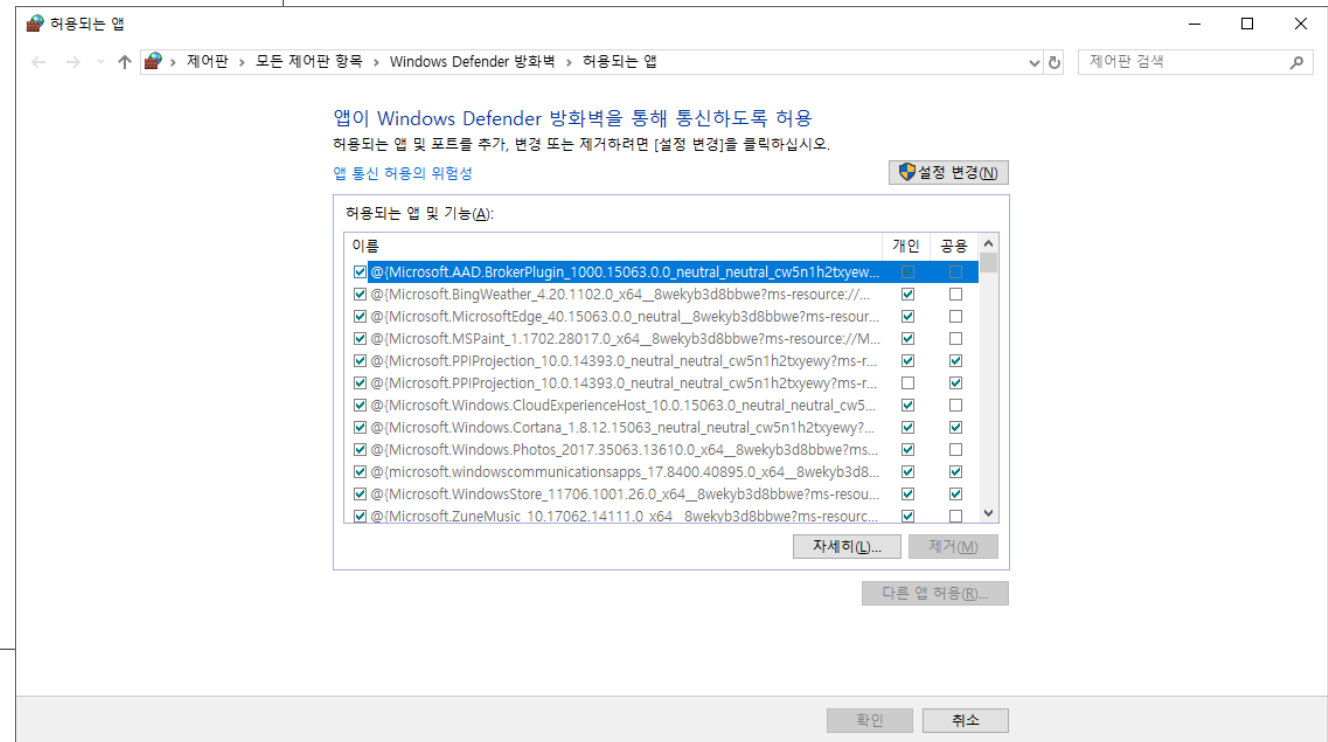 허용되는 앱
제어판 › 모든 제어판 항목 › Windows Defender 방화벽 › 허용되는 앱
제어판 검색
앱이 Windows Defender 방화벽을 통해 통신하도록 허용
허용되는 앱 및 포트를 추가, 변경 또는 제거하려면 [설정 변경]을 클릭하십시오.
앱 통신 허용의 위험성
설정 변경(N)
허용되는 앱 및 기능(A):
이름 개인 공용
@{Microsoft.AAD.BrokerPlugin_1000.15063.0.0_neutral_neutral_cw5n1h2txyew...
@{Microsoft.BingWeather_4.20.1102.0_x64__8wekyb3d8bbwe?ms-resource://...
@{Microsoft.MicrosoftEdge_40.15063.0.0_neutral__8wekyb3d8bbwe?ms-resour...
@{Microsoft.MSPaint_1.1702.28017.0_x64__8wekyb3d8bbwe?ms-resource://M...
@{Microsoft.PPIProjection_10.0.14393.0_neutral_neutral_cw5n1h2txyewy?ms-r...
@{Microsoft.PPIProjection_10.0.14393.0_neutral_neutral_cw5n1h2txyewy?ms-r...
@{Microsoft.Windows.CloudExperienceHost_10.0.15063.0_neutral_neutral_cw5...
@{Microsoft.Windows.Cortana_1.8.12.15063_neutral_neutral_cw5n1h2txyewy?...
@{Microsoft.Windows.Photos_2017.35063.13610.0_x64__8wekyb3d8bbwe?ms...
@{microsoft.windowscommunicationsapps_17.8400.40895.0_x64__8wekyb3d8...
@{Microsoft.WindowsStore_11706.1001.26.0_x64__8wekyb3d8bbwe?ms-resou...
@{Microsoft.ZuneMusic_10.17062.14111.0_x64__8wekyb3d8bbwe?ms-resourc...
자세히(L)... 제거(M)
다른 앱 허용(R)...
확인 취소